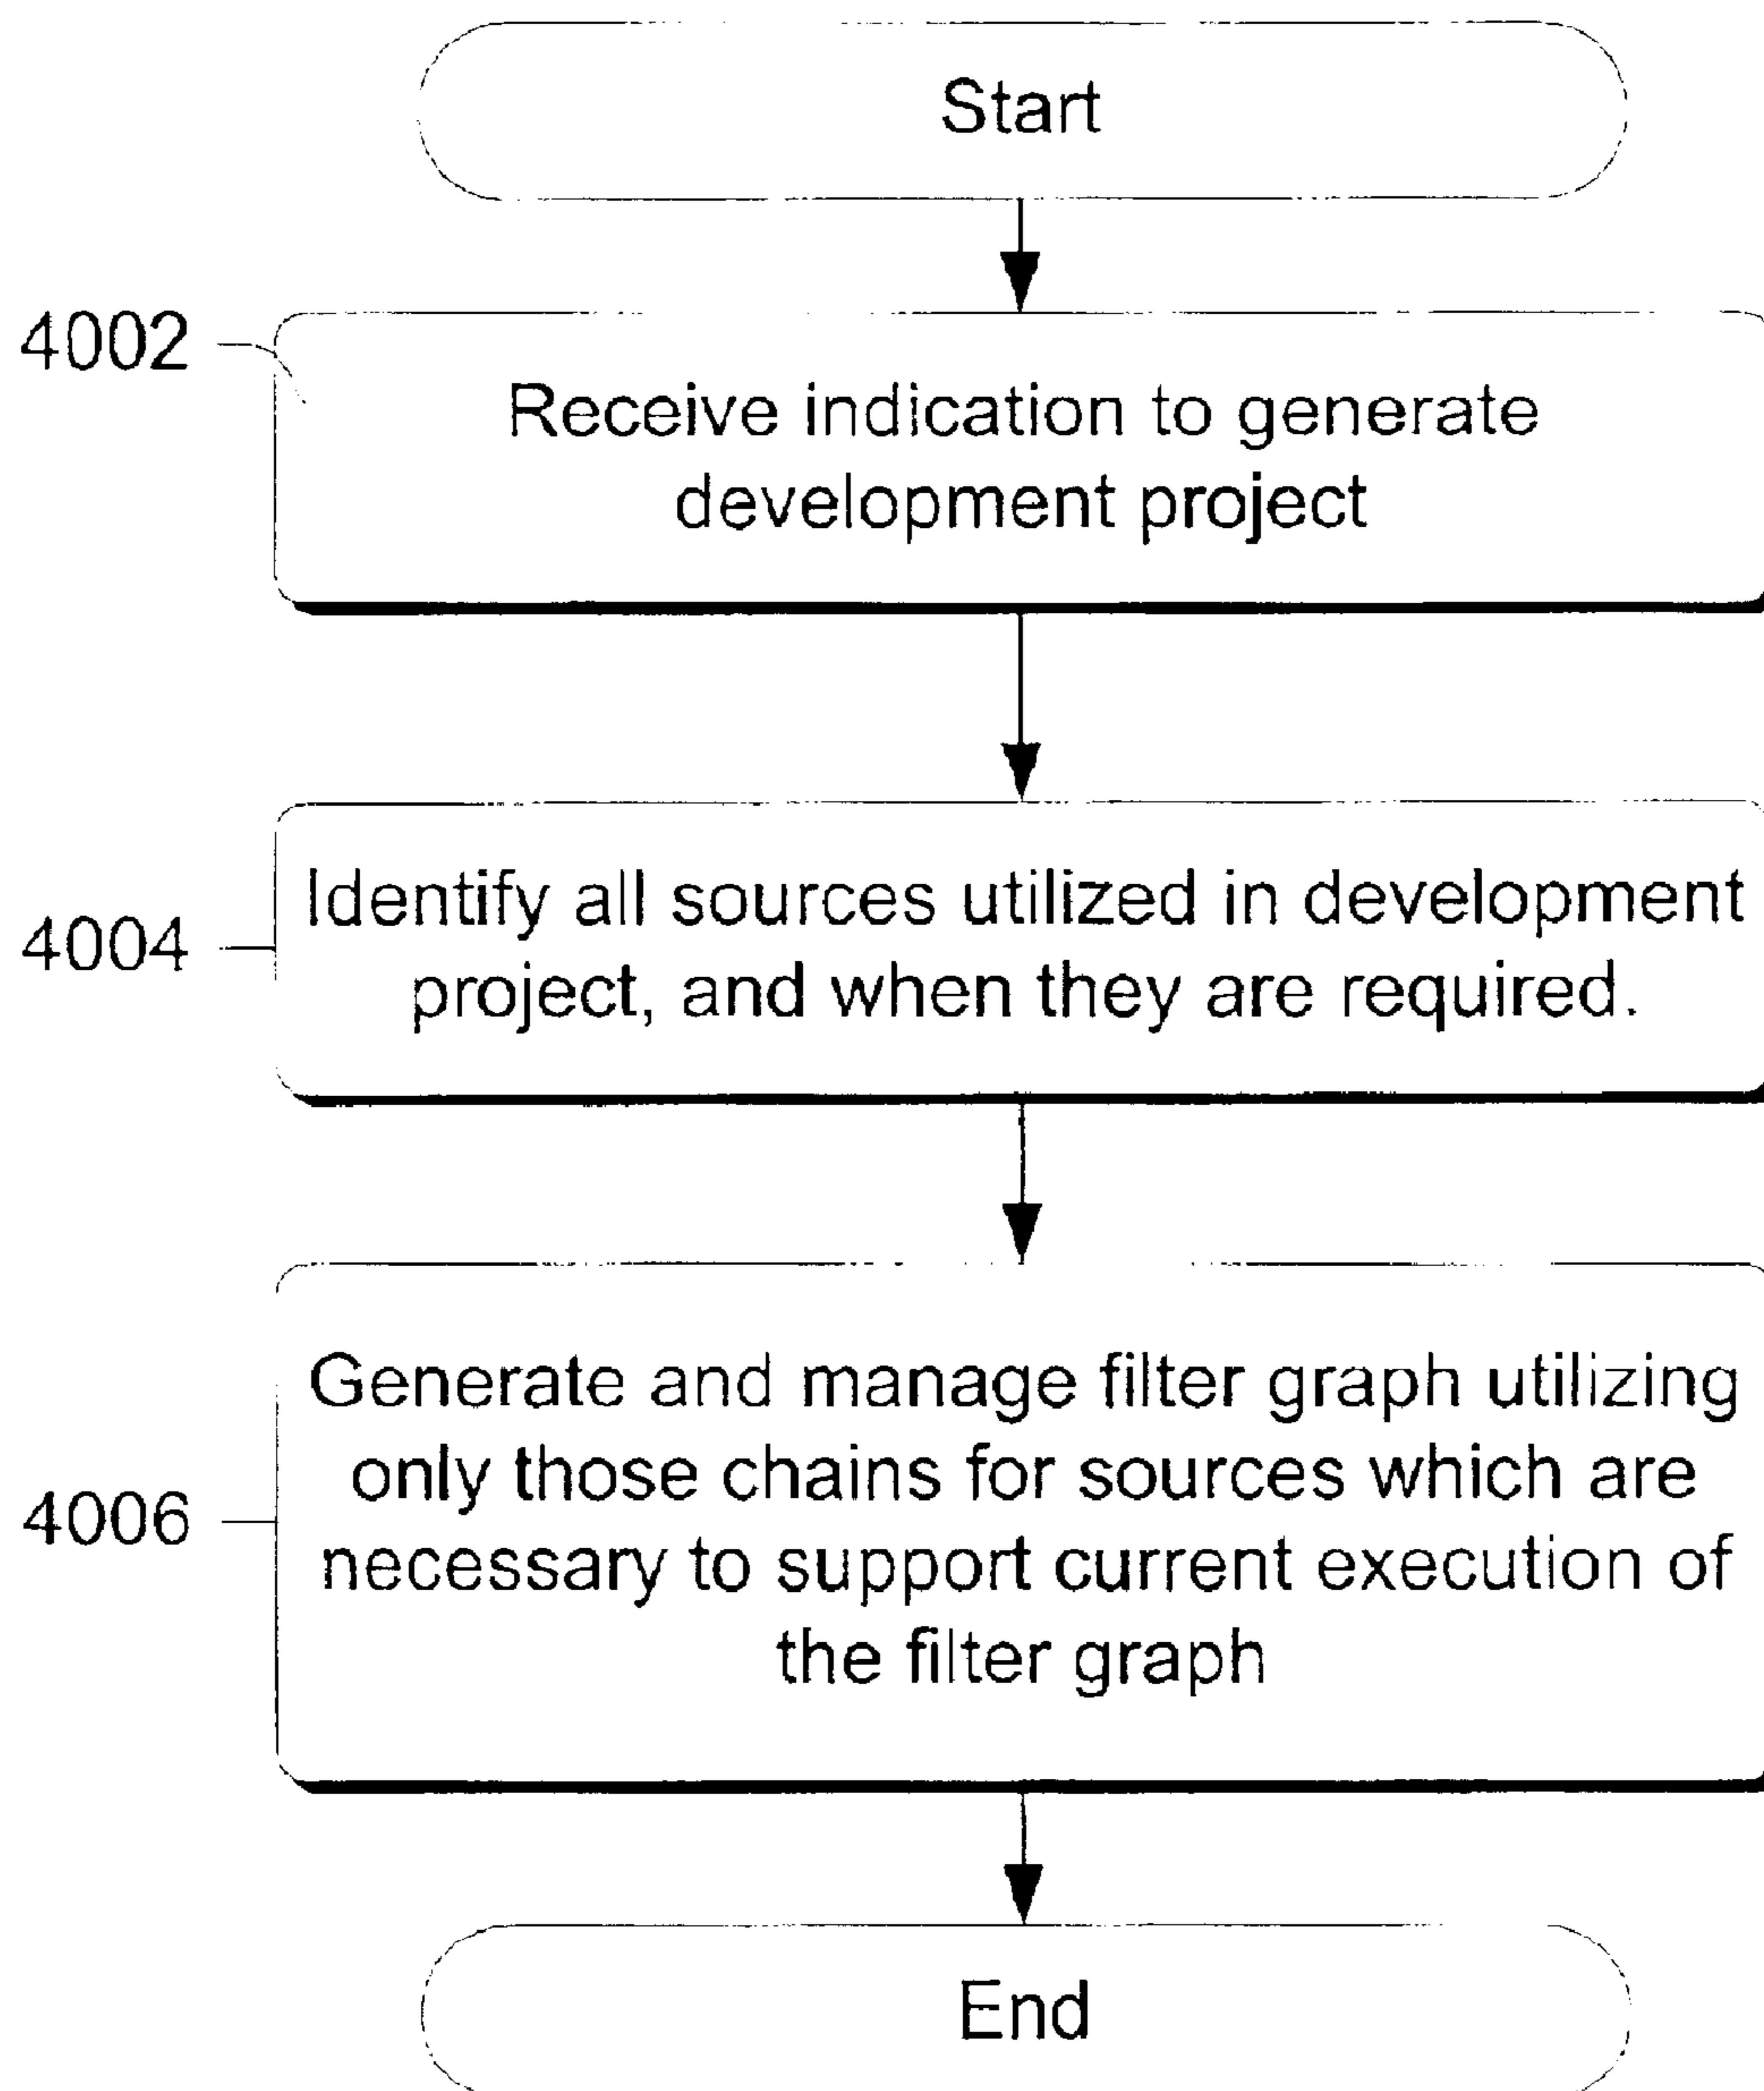 Start
4002
Receive indication to generate
development project
4004
Identify all sources utilized in development
project, and when they are required.
4006
Generate and manage filter graph utilizing
only those chains for sources which are
necessary to support current execution of
the filter graph
End